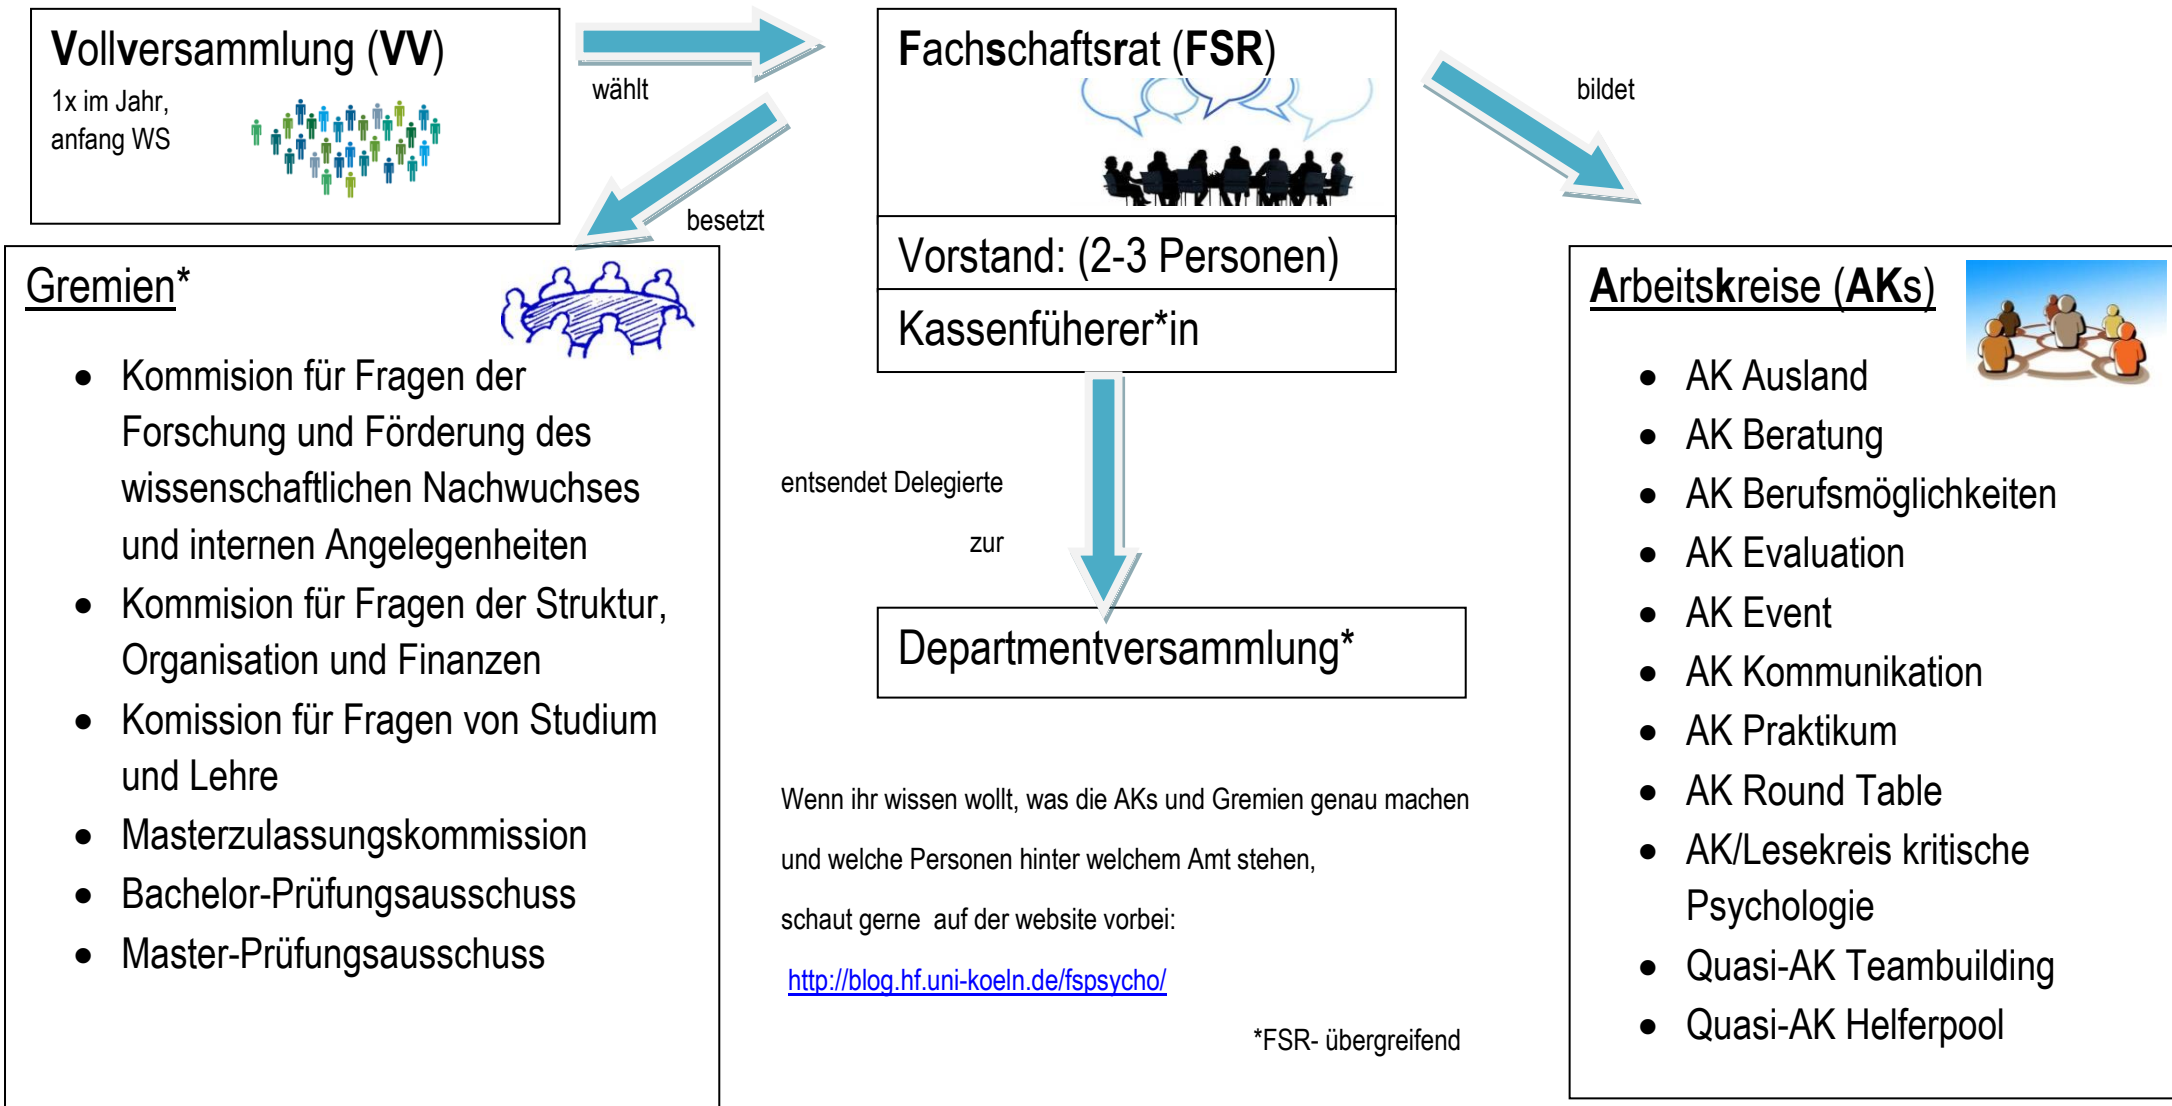 Vollversammlung (VV)
1x im Jahr,
anfang WS
wählt
besetzt
Fachschaftsrat (FSR)
Vorstand: (2-3 Personen)
Kassenfüherer*in
bildet
Gremien*
• Kommision für Fragen der
Forschung und Förderung des
wissenschaftlichen Nachwuchses
und internen Angelegenheiten
• Kommision für Fragen der Struktur,
Organisation und Finanzen
• Komission für Fragen von Studium
und Lehre
• Masterzulassungskommission
• Bachelor-Prüfungsausschuss
• Master-Prüfungsausschuss
entsendet Delegierte
zur
Departmentversammlung*
Wenn ihr wissen wollt, was die AKs und Gremien genau machen
und welche Personen hinter welchem Amt stehen,
schaut gerne auf der website vorbei:
http://blog.hf.uni-koeln.de/fspsycho/
*FSR- übergreifend
Arbeitskreise (AKs)
• AK Ausland
• AK Beratung
• AK Berufsmöglichkeiten
• AK Evaluation
• AK Event
• AK Kommunikation
• AK Praktikum
• AK Round Table
• AK/Lesekreis kritische
Psychologie
• Quasi-AK Teambuilding
• Quasi-AK Helferpool